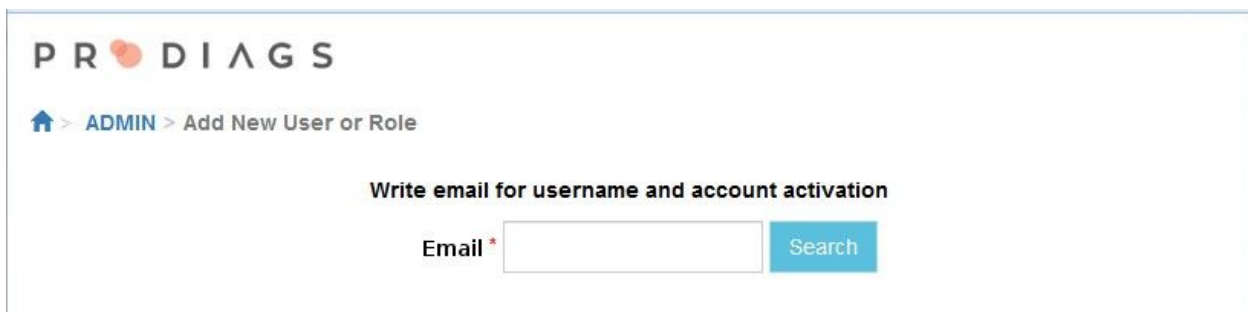 PRODIAGS
> ADMIN > Add New User or Role
Write email for username and account activation
Email * Search